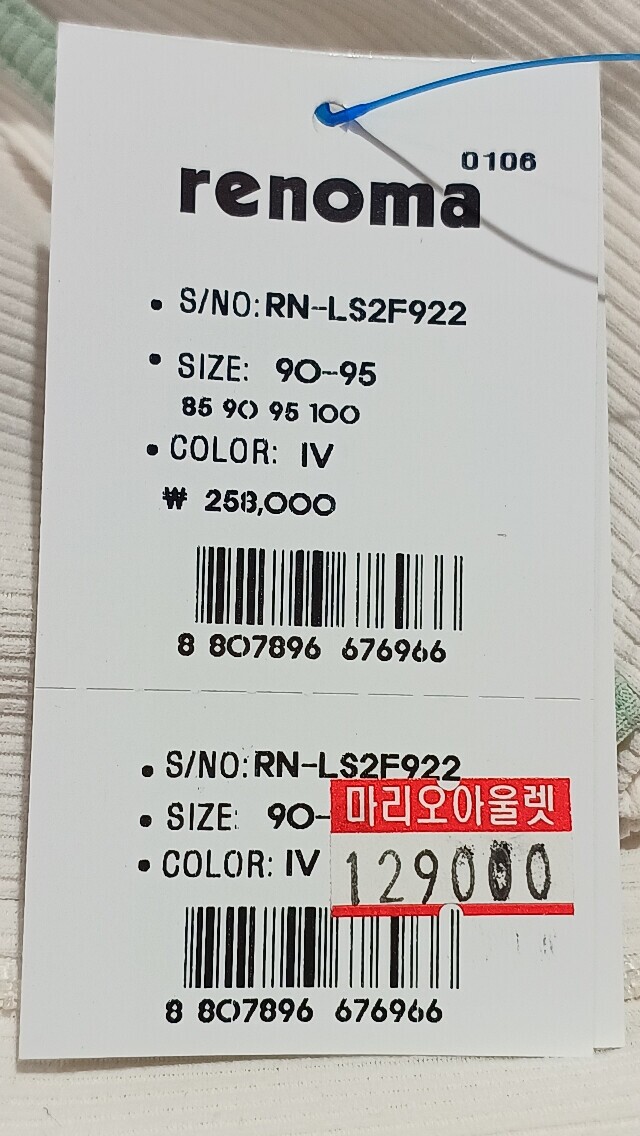 0106
renoma
• S/NO: RN-LS2F922
• SIZE: 90-95
85 90 95 100
• COLOR: IV
₩ 258,000
8 807896 676966
• S/NO: RN-LS2F922
• SIZE: 90-
마리오아울렛
• COLOR: IV
129000
8 807896 676966